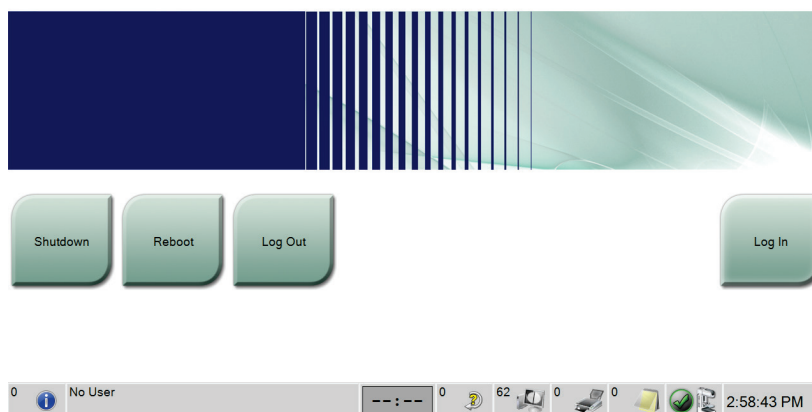 Shutdown
Reboot
Log Out
Log In
0
No User
--:--
0
62
0
0
2:58:43 PM